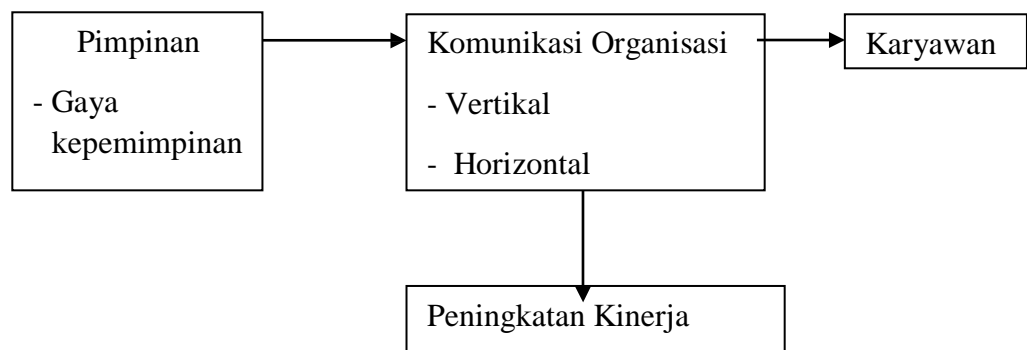 Pimpinan
- Gaya
kepemimpinan
Komunikasi Organisasi
- Vertikal
- Horizontal
Karyawan
Peningkatan Kinerja